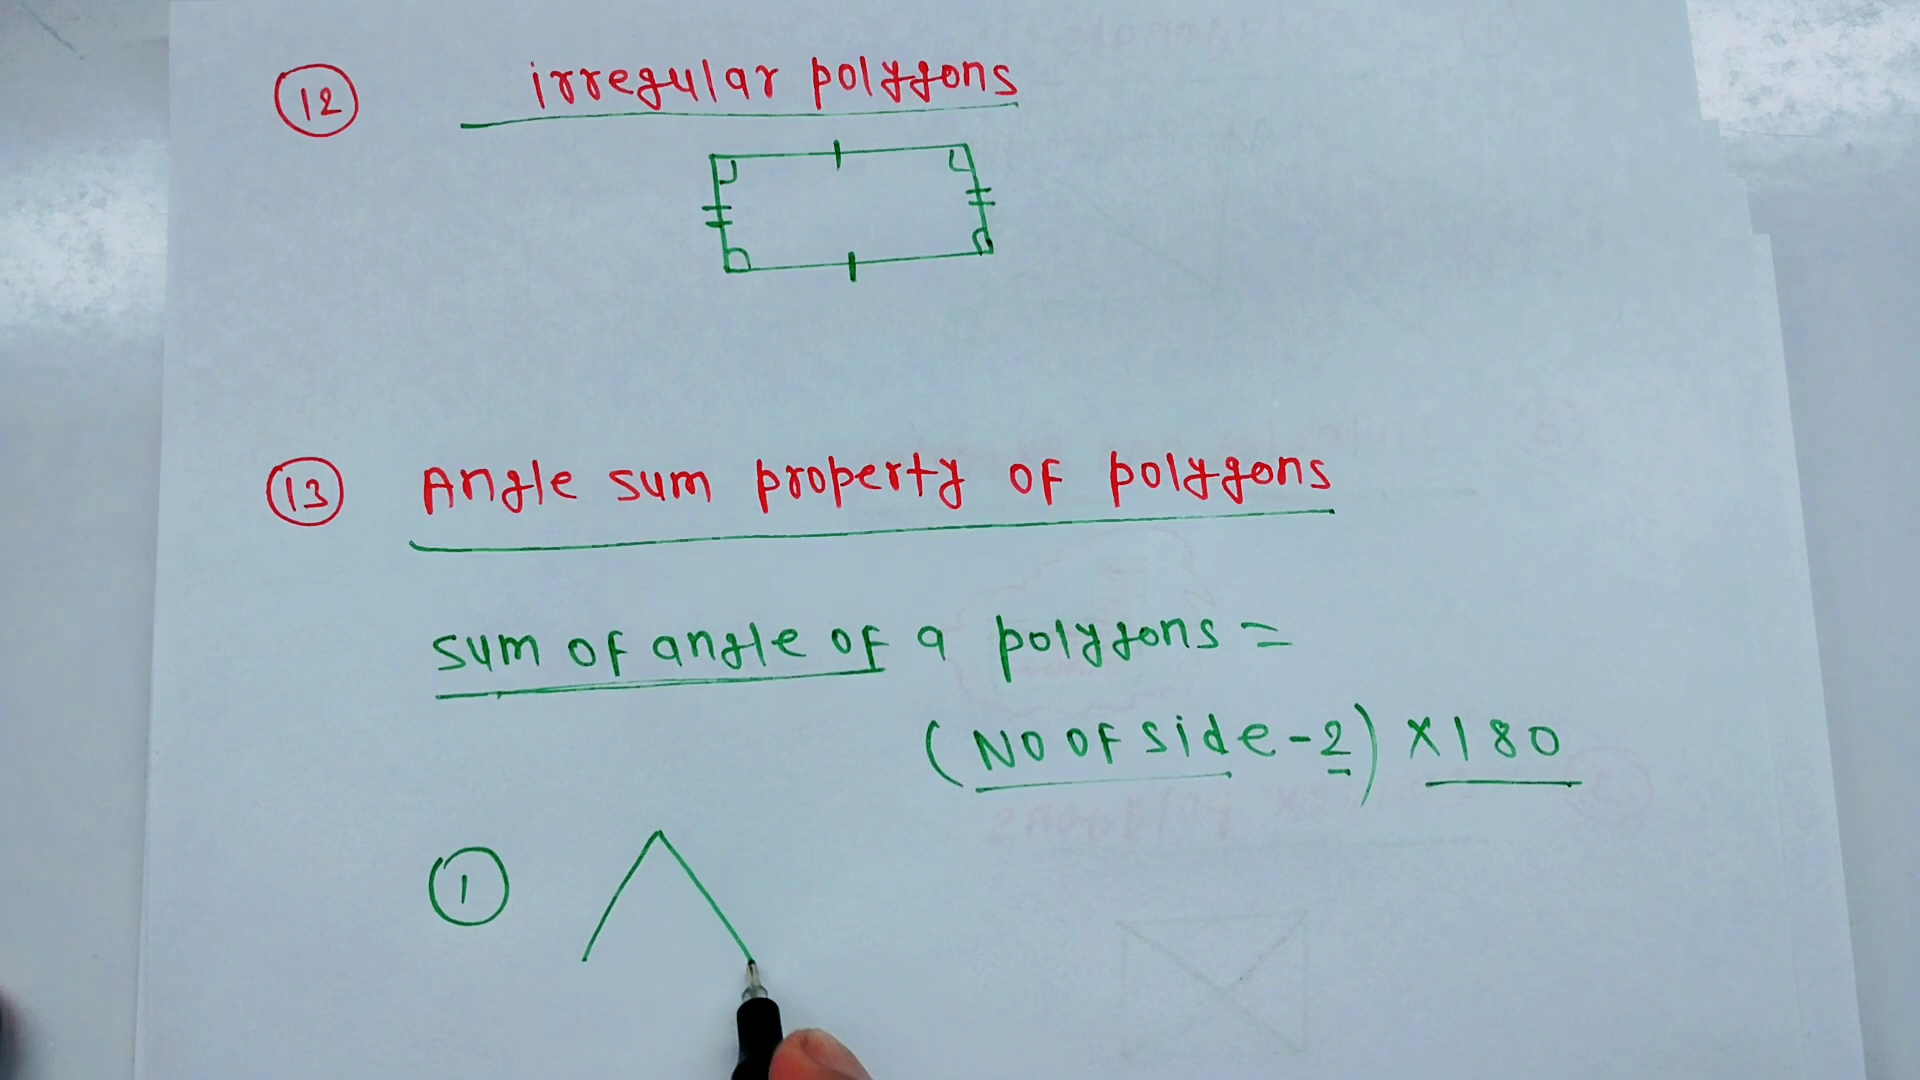 12 irregular polygons
13 Angle sum property of polygons
sum of angle of a polygons =
(No of side-2) × 180
1